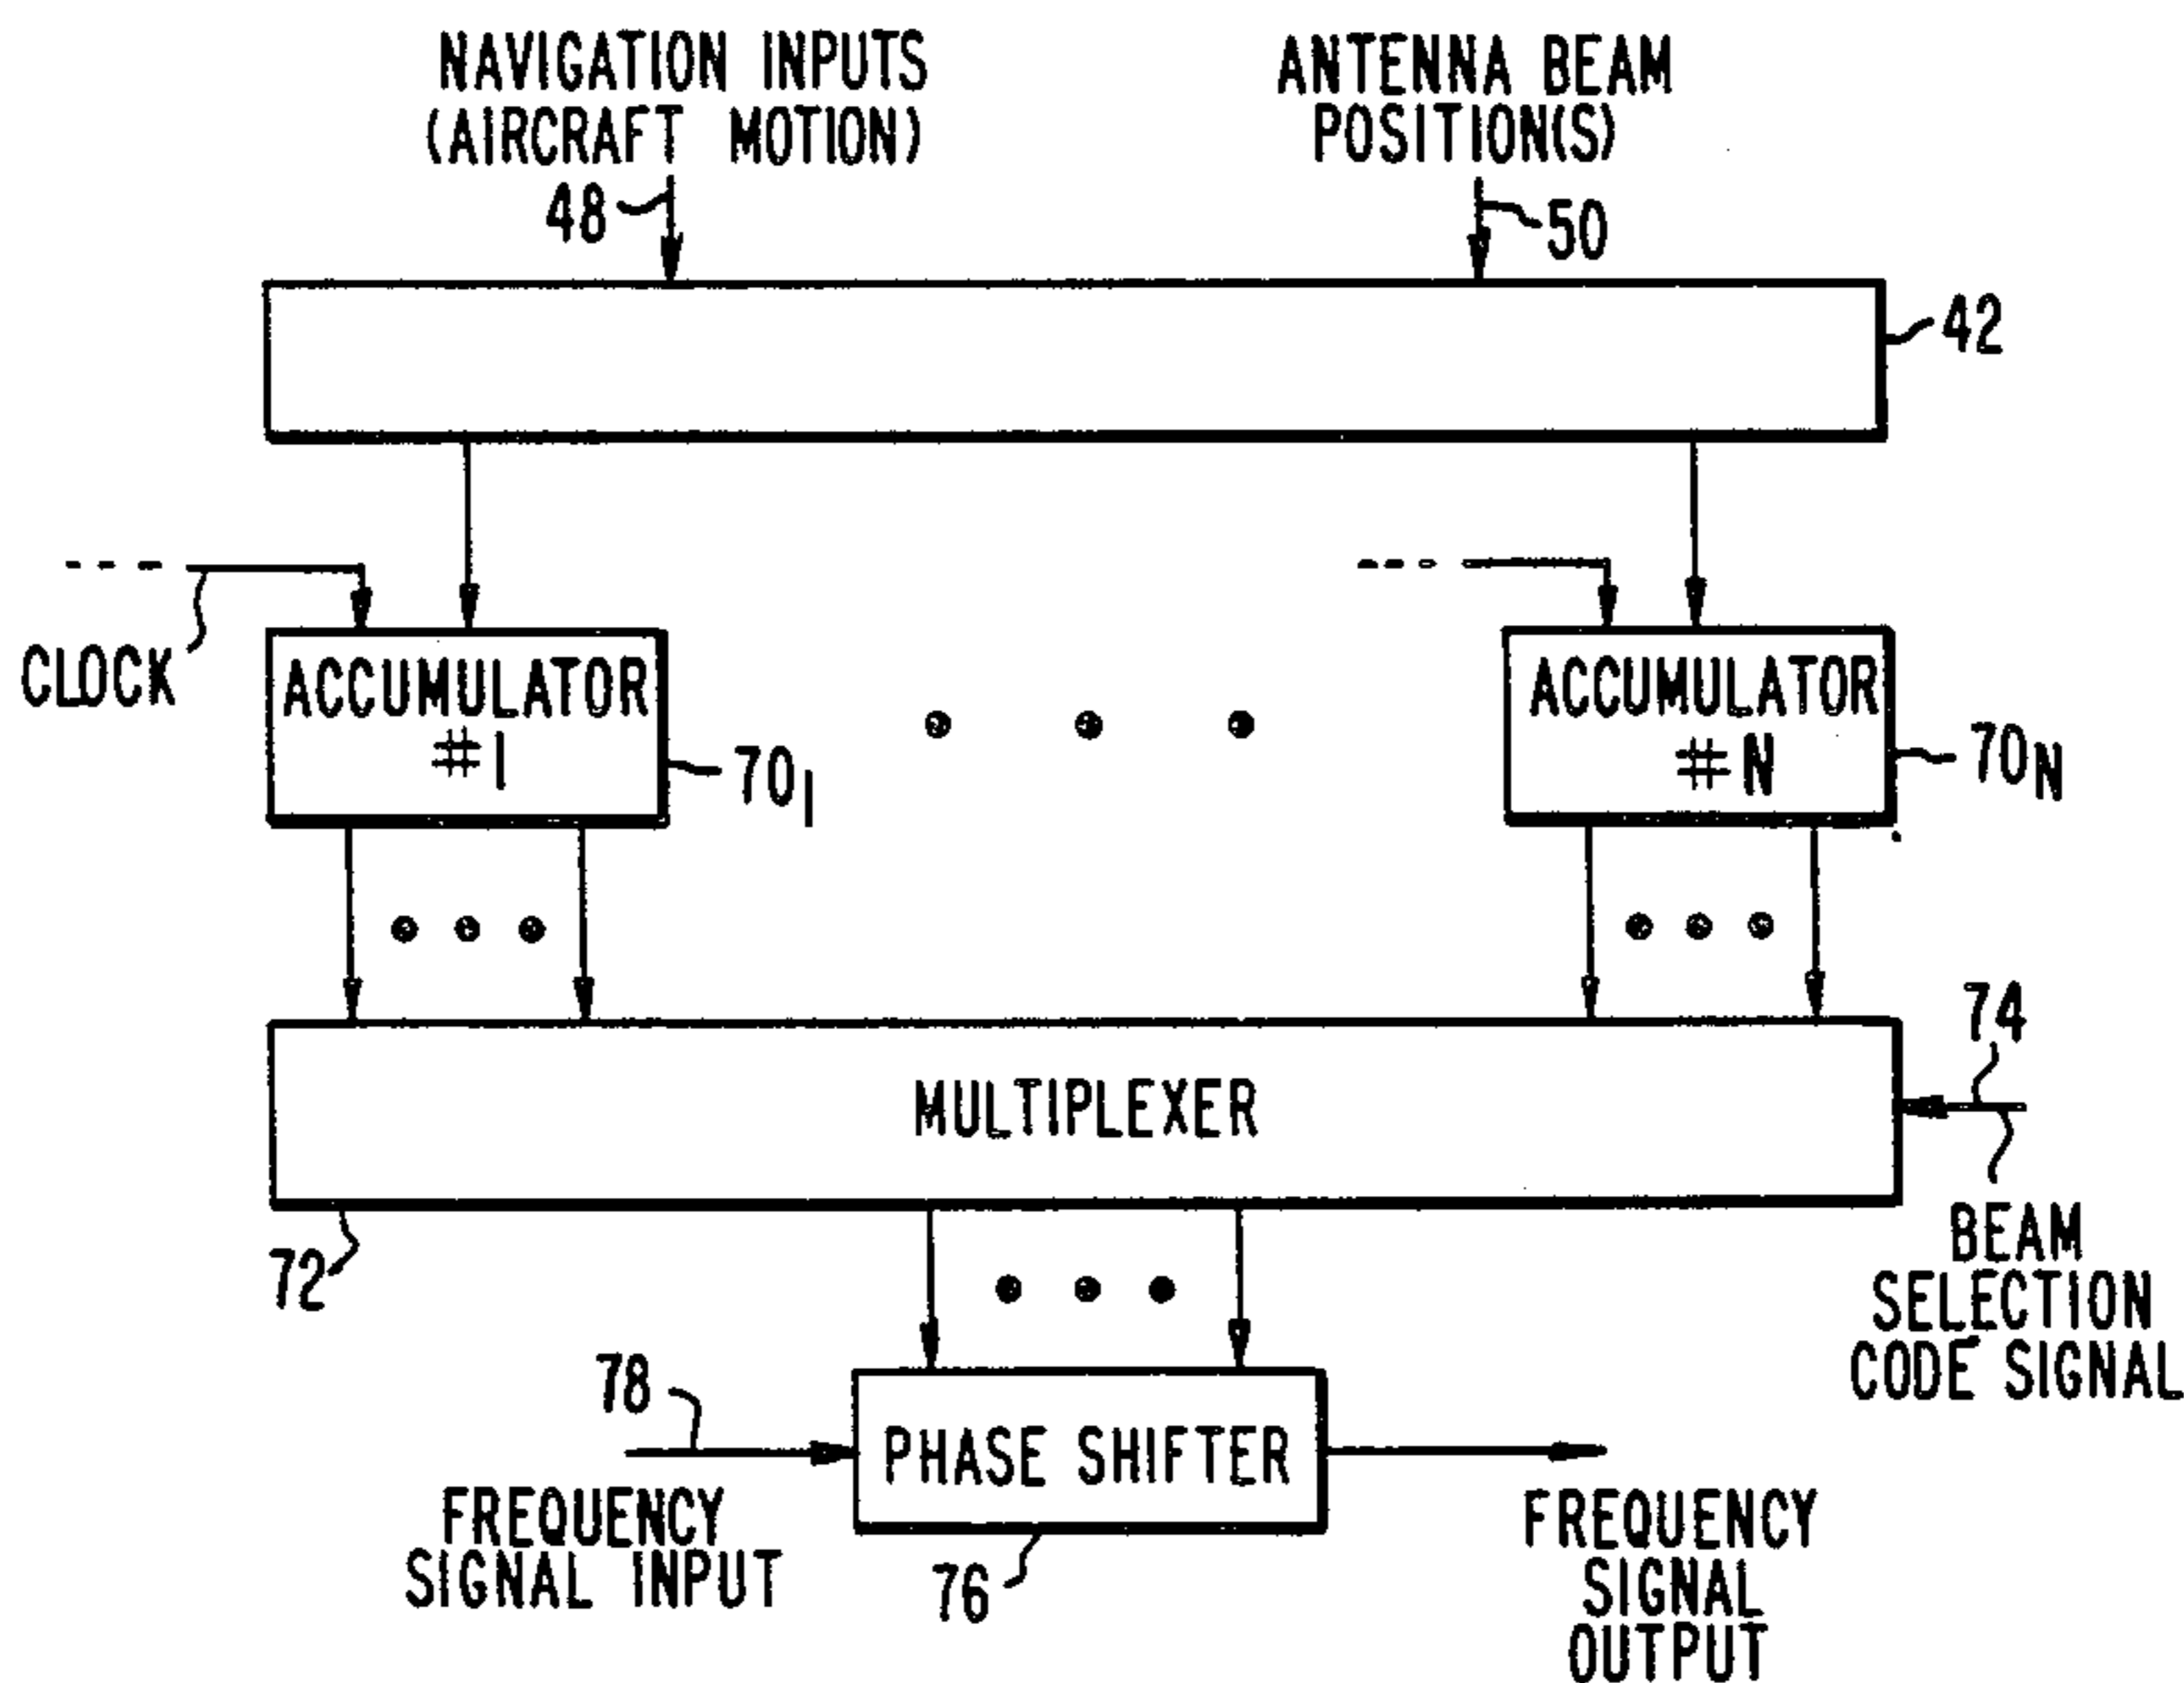 NAVIGATION INPUTS
(AIRCRAFT MOTION)
ANTENNA BEAM
POSITION(S)
48
50
42
CLOCK
ACCUMULATOR
#1
70₁
ACCUMULATOR
#N
70N
74
MULTIPLEXER
72
BEAM
SELECTION
CODE SIGNAL
78
PHASE SHIFTER
FREQUENCY
SIGNAL INPUT
76
FREQUENCY
SIGNAL
OUTPUT